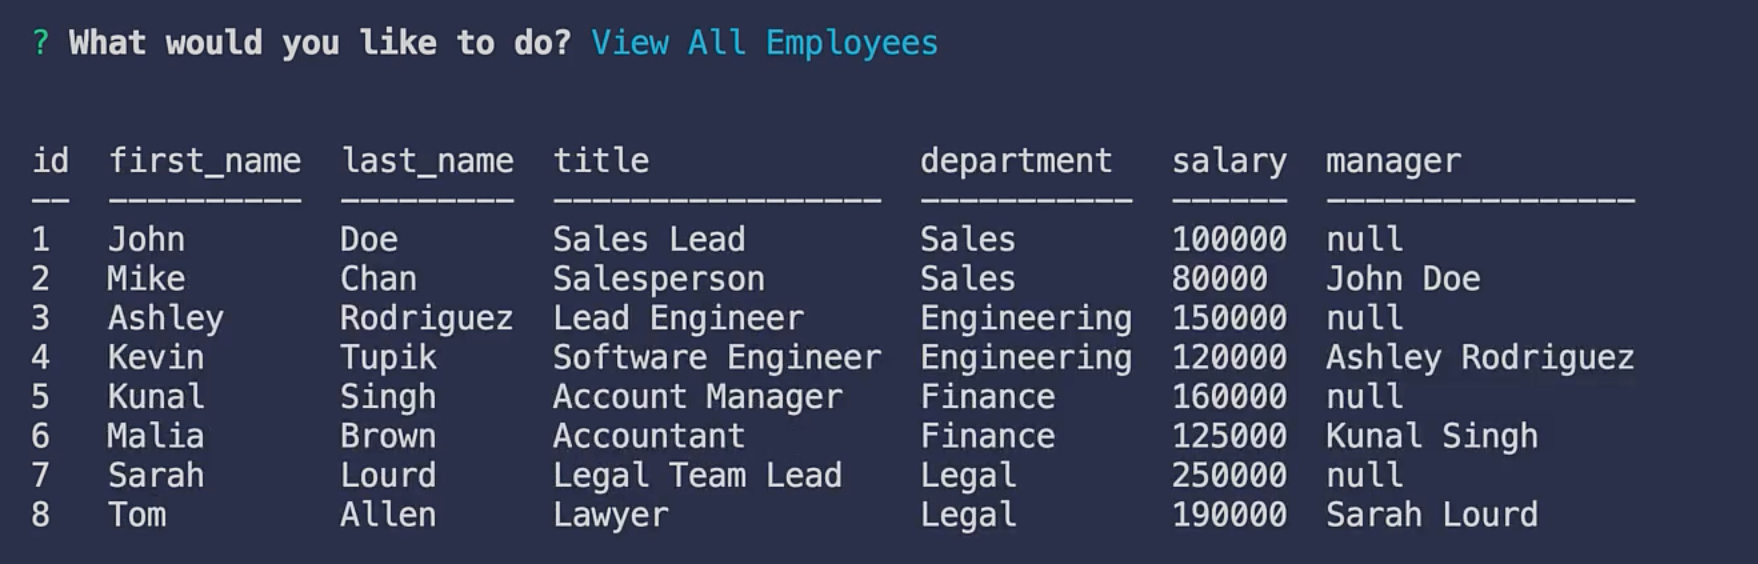 ? What would you like to do? View All Employees
id  first_name  last_name  title              department   salary  manager
--  ----------  ---------  -----------------  -----------  ------  ----------------
1   John        Doe        Sales Lead         Sales        100000  null
2   Mike        Chan       Salesperson        Sales        80000   John Doe
3   Ashley      Rodriguez  Lead Engineer      Engineering  150000  null
4   Kevin       Tupik      Software Engineer  Engineering  120000  Ashley Rodriguez
5   Kunal       Singh      Account Manager    Finance      160000  null
6   Malia       Brown      Accountant         Finance      125000  Kunal Singh
7   Sarah       Lourd      Legal Team Lead    Legal        250000  null
8   Tom         Allen      Lawyer             Legal        190000  Sarah Lourd